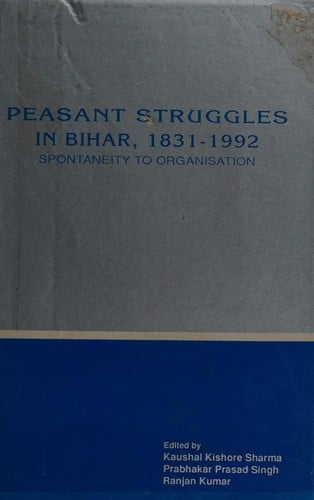 PEASANT STRUGGLES
IN BIHAR, 1831-1992
SPONTANEITY TO ORGANISATION
Edited by
Kaushal Kishore Sharma
Prabhakar Prasad Singh
Ranjan Kumar